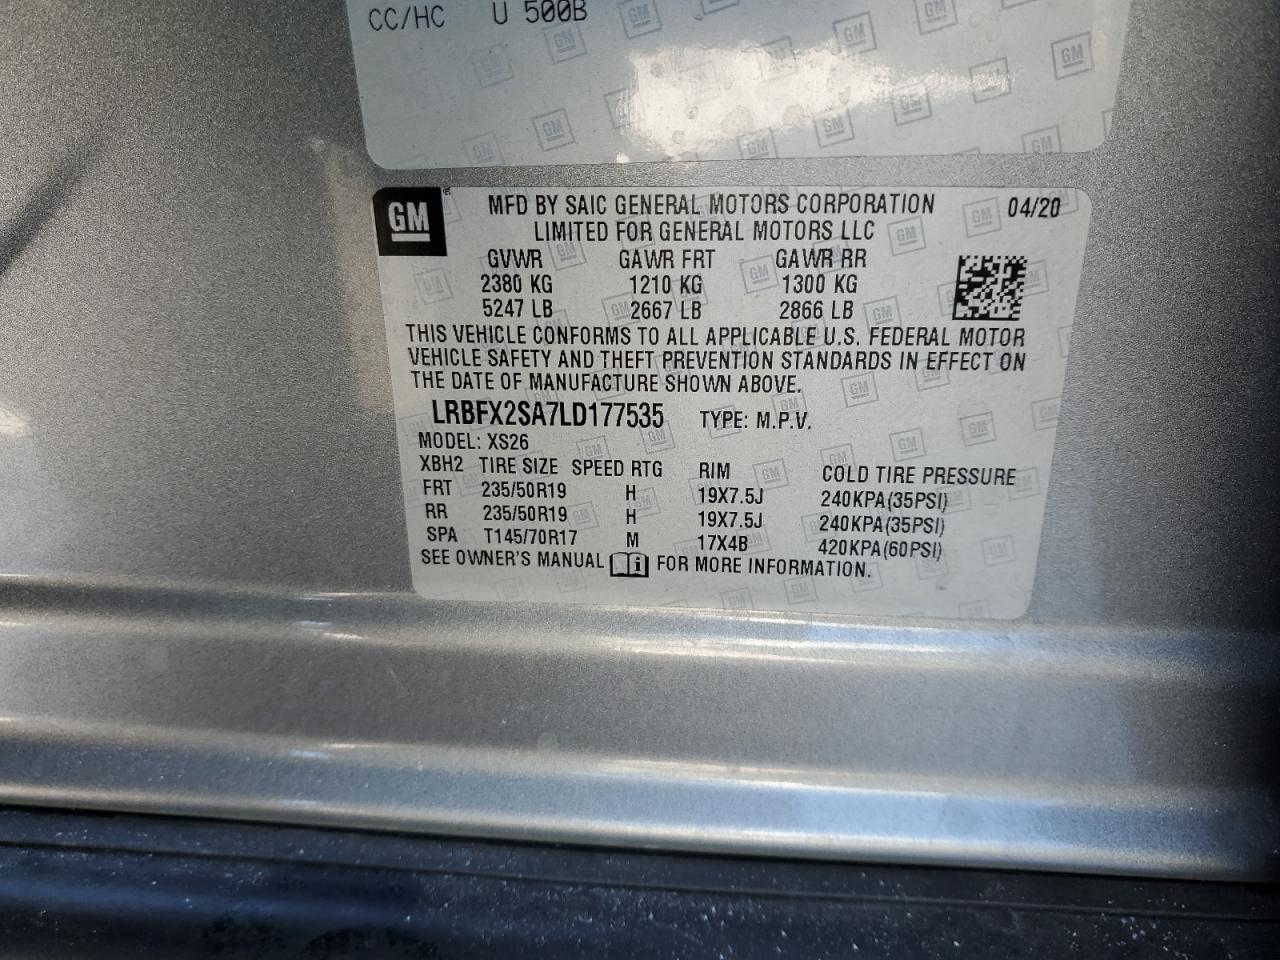 CC/HC U 500B
GM ® MFD BY SAIC GENERAL MOTORS CORPORATION 04/20
LIMITED FOR GENERAL MOTORS LLC
GVWR GAWR FRT GAWR RR
2380 KG 1210 KG 1300 KG
5247 LB 2667 LB 2866 LB
THIS VEHICLE CONFORMS TO ALL APPLICABLE U.S. FEDERAL MOTOR
VEHICLE SAFETY AND THEFT PREVENTION STANDARDS IN EFFECT ON
THE DATE OF MANUFACTURE SHOWN ABOVE.
LRBFX2SA7LD177535 TYPE: M.P.V.
MODEL: XS26
XBH2 TIRE SIZE SPEED RTG RIM COLD TIRE PRESSURE
FRT 235/50R19 H 19X7.5J 240KPA(35PSI)
RR 235/50R19 H 19X7.5J 240KPA(35PSI)
SPA T145/70R17 M 17X4B 420KPA(60PSI)
SEE OWNER'S MANUAL i FOR MORE INFORMATION.